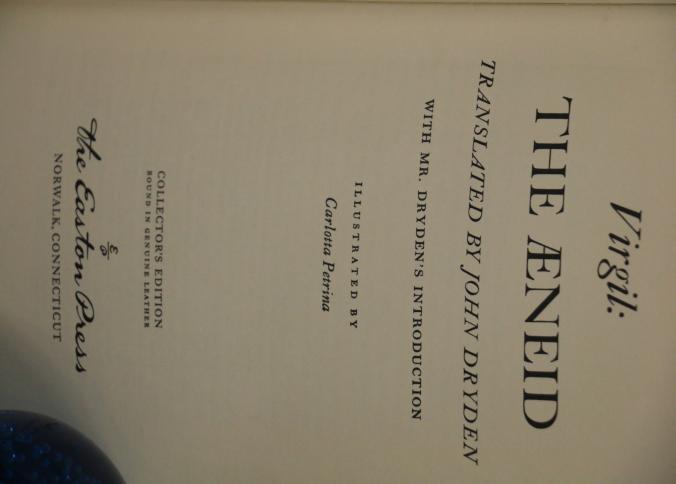 Virgil:
THE ÆNEID
TRANSLATED BY JOHN DRYDEN
WITH MR. DRYDEN'S INTRODUCTION
ILLUSTRATED BY
Carlotta Petrina
COLLECTOR'S EDITION
BOUND IN GENUINE LEATHER
EP
The Easton Press
NORWALK, CONNECTICUT